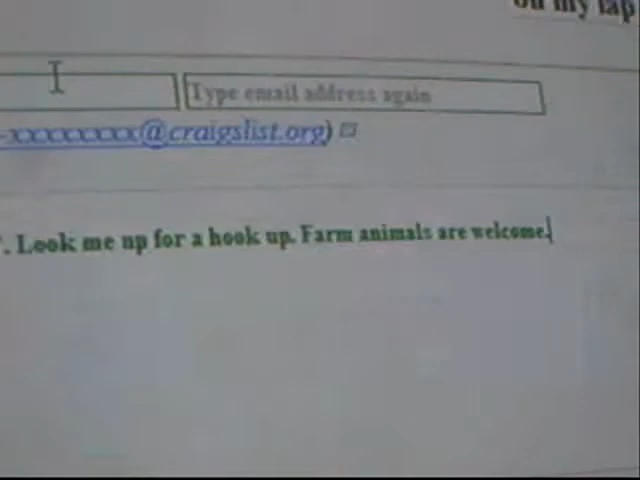 on my lap
Type email address again
-xxxxxxxx@craigslist.org)
. Look me up for a hook up. Farm animals are welcome.